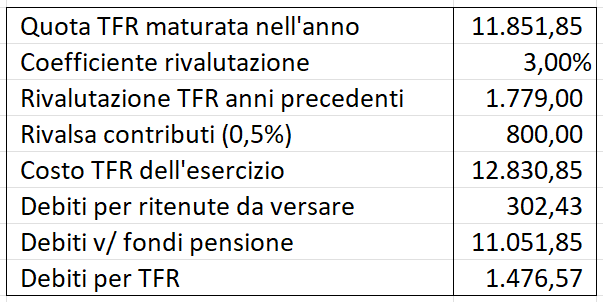 Quota TFR maturata nell'anno 11.851,85
Coefficiente rivalutazione 3,00%
Rivalutazione TFR anni precedenti 1.779,00
Rivalsa contributi (0,5%) 800,00
Costo TFR dell'esercizio 12.830,85
Debiti per ritenute da versare 302,43
Debiti v/ fondi pensione 11.051,85
Debiti per TFR 1.476,57